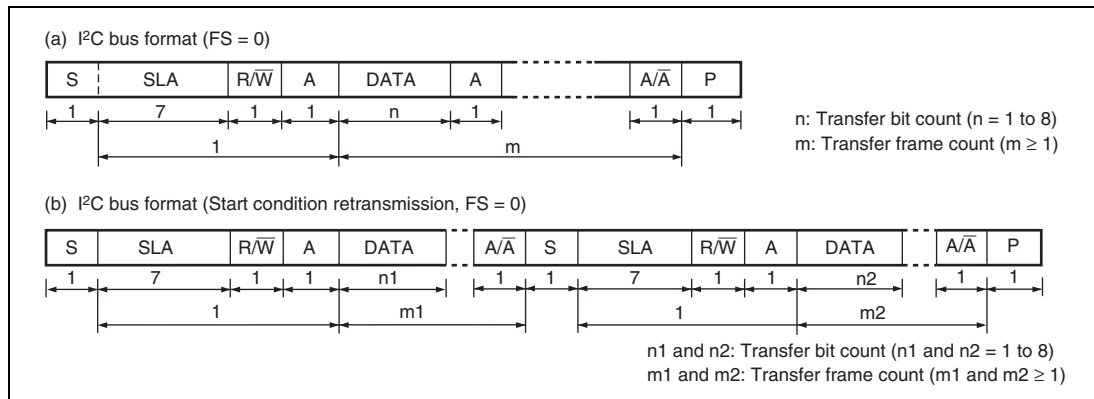 (a) I²C bus format (FS = 0)
S SLA R/W̅ A DATA A A/A̅ P
1 7 1 1 n 1 1 1
1 m
n: Transfer bit count (n = 1 to 8)
m: Transfer frame count (m ≥ 1)
(b) I²C bus format (Start condition retransmission, FS = 0)
S SLA R/W̅ A DATA A/A̅ S SLA R/W̅ A DATA A/A̅ P
1 7 1 1 n1 1 1 7 1 1 n2 1 1
1 m1 1 m2
n1 and n2: Transfer bit count (n1 and n2 = 1 to 8)
m1 and m2: Transfer frame count (m1 and m2 ≥ 1)